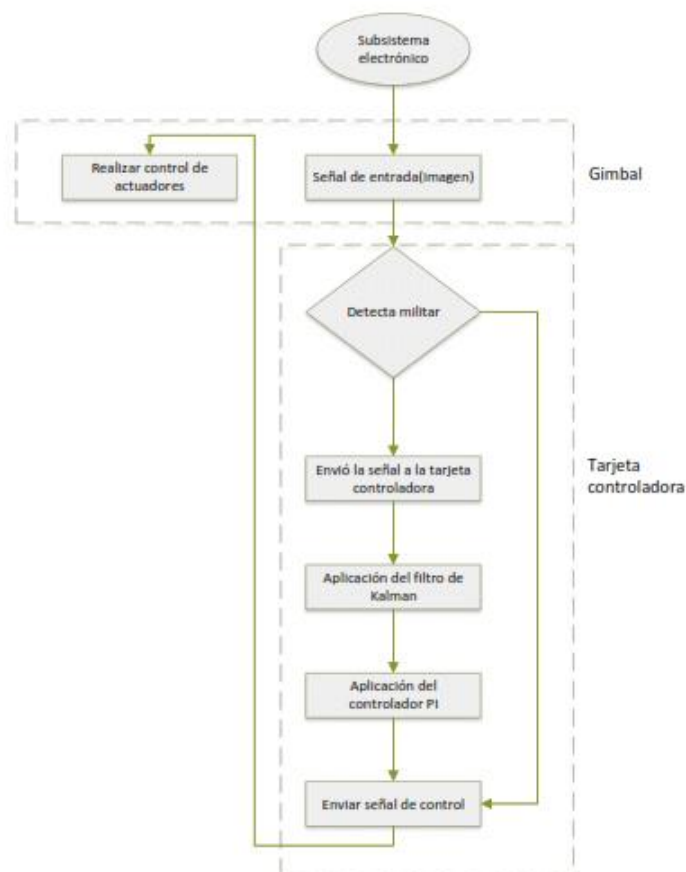 Subsistema
electrónico
Realizar control de
actuadores
Señal de entrada(Imagen)
Gimbal
Detecta militar
Envió la señal a la tarjeta
controladora
Tarjeta
controladora
Aplicación del filtro de
Kalman
Aplicación del
controlador PI
Enviar señal de control